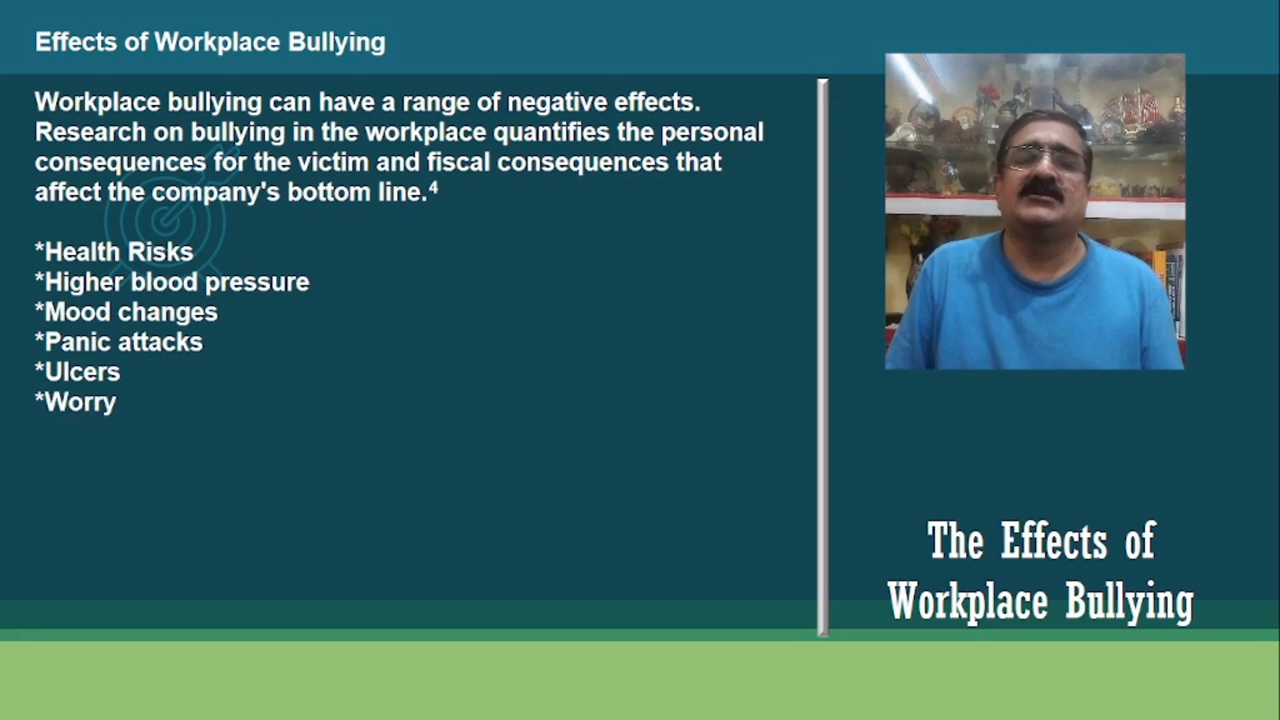 Effects of Workplace Bullying
Workplace bullying can have a range of negative effects.
Research on bullying in the workplace quantifies the personal
consequences for the victim and fiscal consequences that
affect the company's bottom line.⁴
*Health Risks
*Higher blood pressure
*Mood changes
*Panic attacks
*Ulcers
*Worry
The Effects of
Workplace Bullying